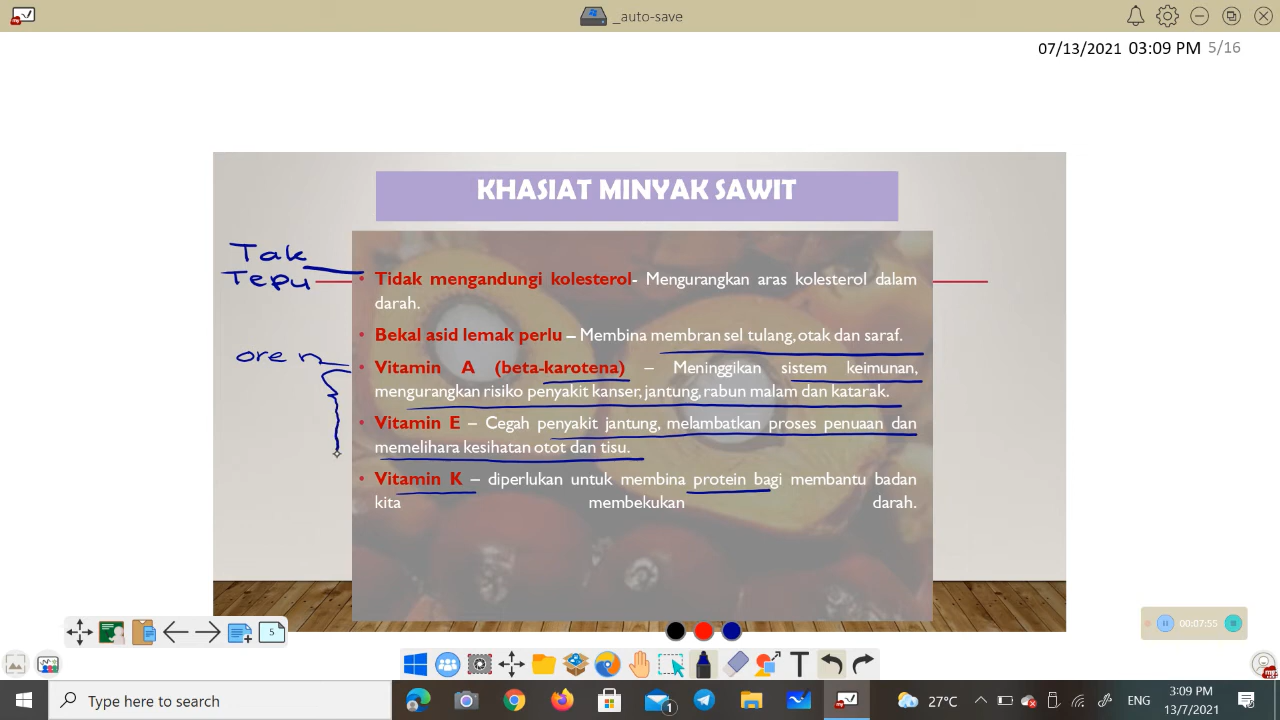 _auto-save
07/13/2021 03:09 PM 5/16
KHASIAT MINYAK SAWIT
Tak
Tepu
Tidak mengandungi kolesterol- Mengurangkan aras kolesterol dalam
darah.
Bekal asid lemak perlu – Membina membran sel tulang, otak dan saraf.
ore n
Vitamin A (beta-karotena) – Meninggikan sistem keimunan,
mengurangkan risiko penyakit kanser, jantung, rabun malam dan katarak.
Vitamin E – Cegah penyakit jantung, melambatkan proses penuaan dan
memelihara kesihatan otot dan tisu.
Vitamin K – diperlukan untuk membina protein bagi membantu badan
kita membekukan darah.
5
00:07:55
T
Type here to search
1
27°C
ENG
3:09 PM
13/7/2021